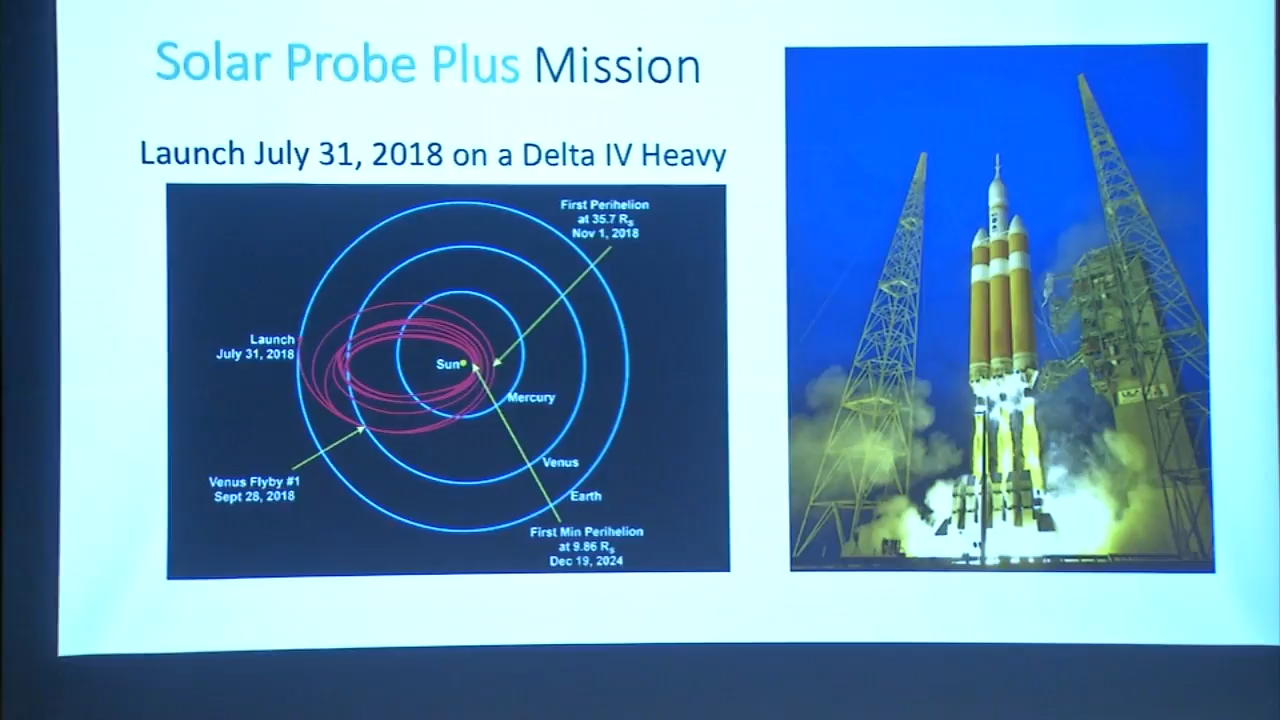 Solar Probe Plus Mission
Launch July 31, 2018 on a Delta IV Heavy
First Perihelion
at 35.7 Rs
Nov 1, 2018
Launch
July 31, 2018
Sun
Mercury
Venus
Earth
Venus Flyby #1
Sept 28, 2018
First Min Perihelion
at 9.86 Rs
Dec 19, 2024